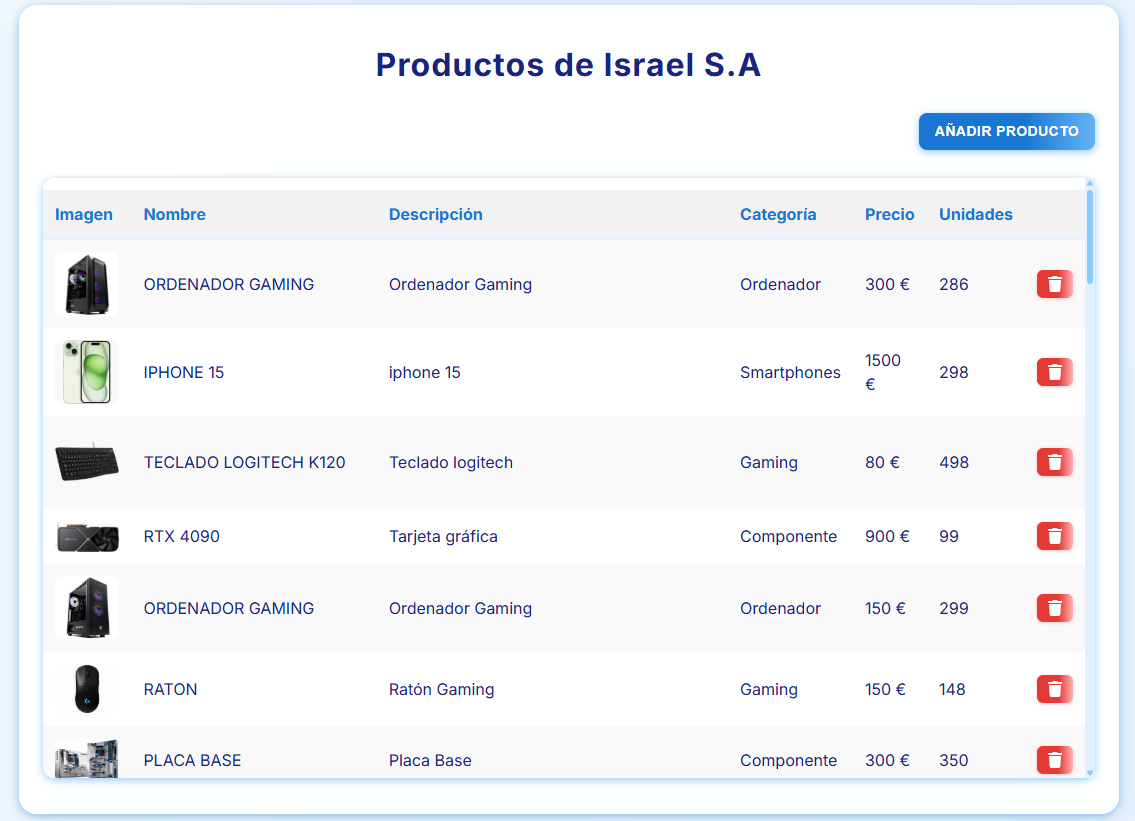 Productos de Israel S.A
AÑADIR PRODUCTO
Imagen Nombre Descripción Categoría Precio Unidades
ORDENADOR GAMING Ordenador Gaming Ordenador 300 € 286
IPHONE 15 iphone 15 Smartphones 1500 € 298
TECLADO LOGITECH K120 Teclado logitech Gaming 80 € 498
RTX 4090 Tarjeta gráfica Componente 900 € 99
ORDENADOR GAMING Ordenador Gaming Ordenador 150 € 299
RATON Ratón Gaming Gaming 150 € 148
PLACA BASE Placa Base Componente 300 € 350